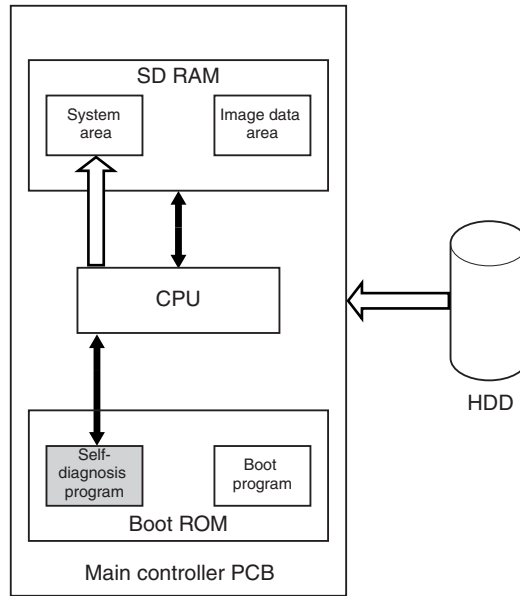 SD RAM
System
area
Image data
area
CPU
HDD
Self-
diagnosis
program
Boot
program
Boot ROM
Main controller PCB